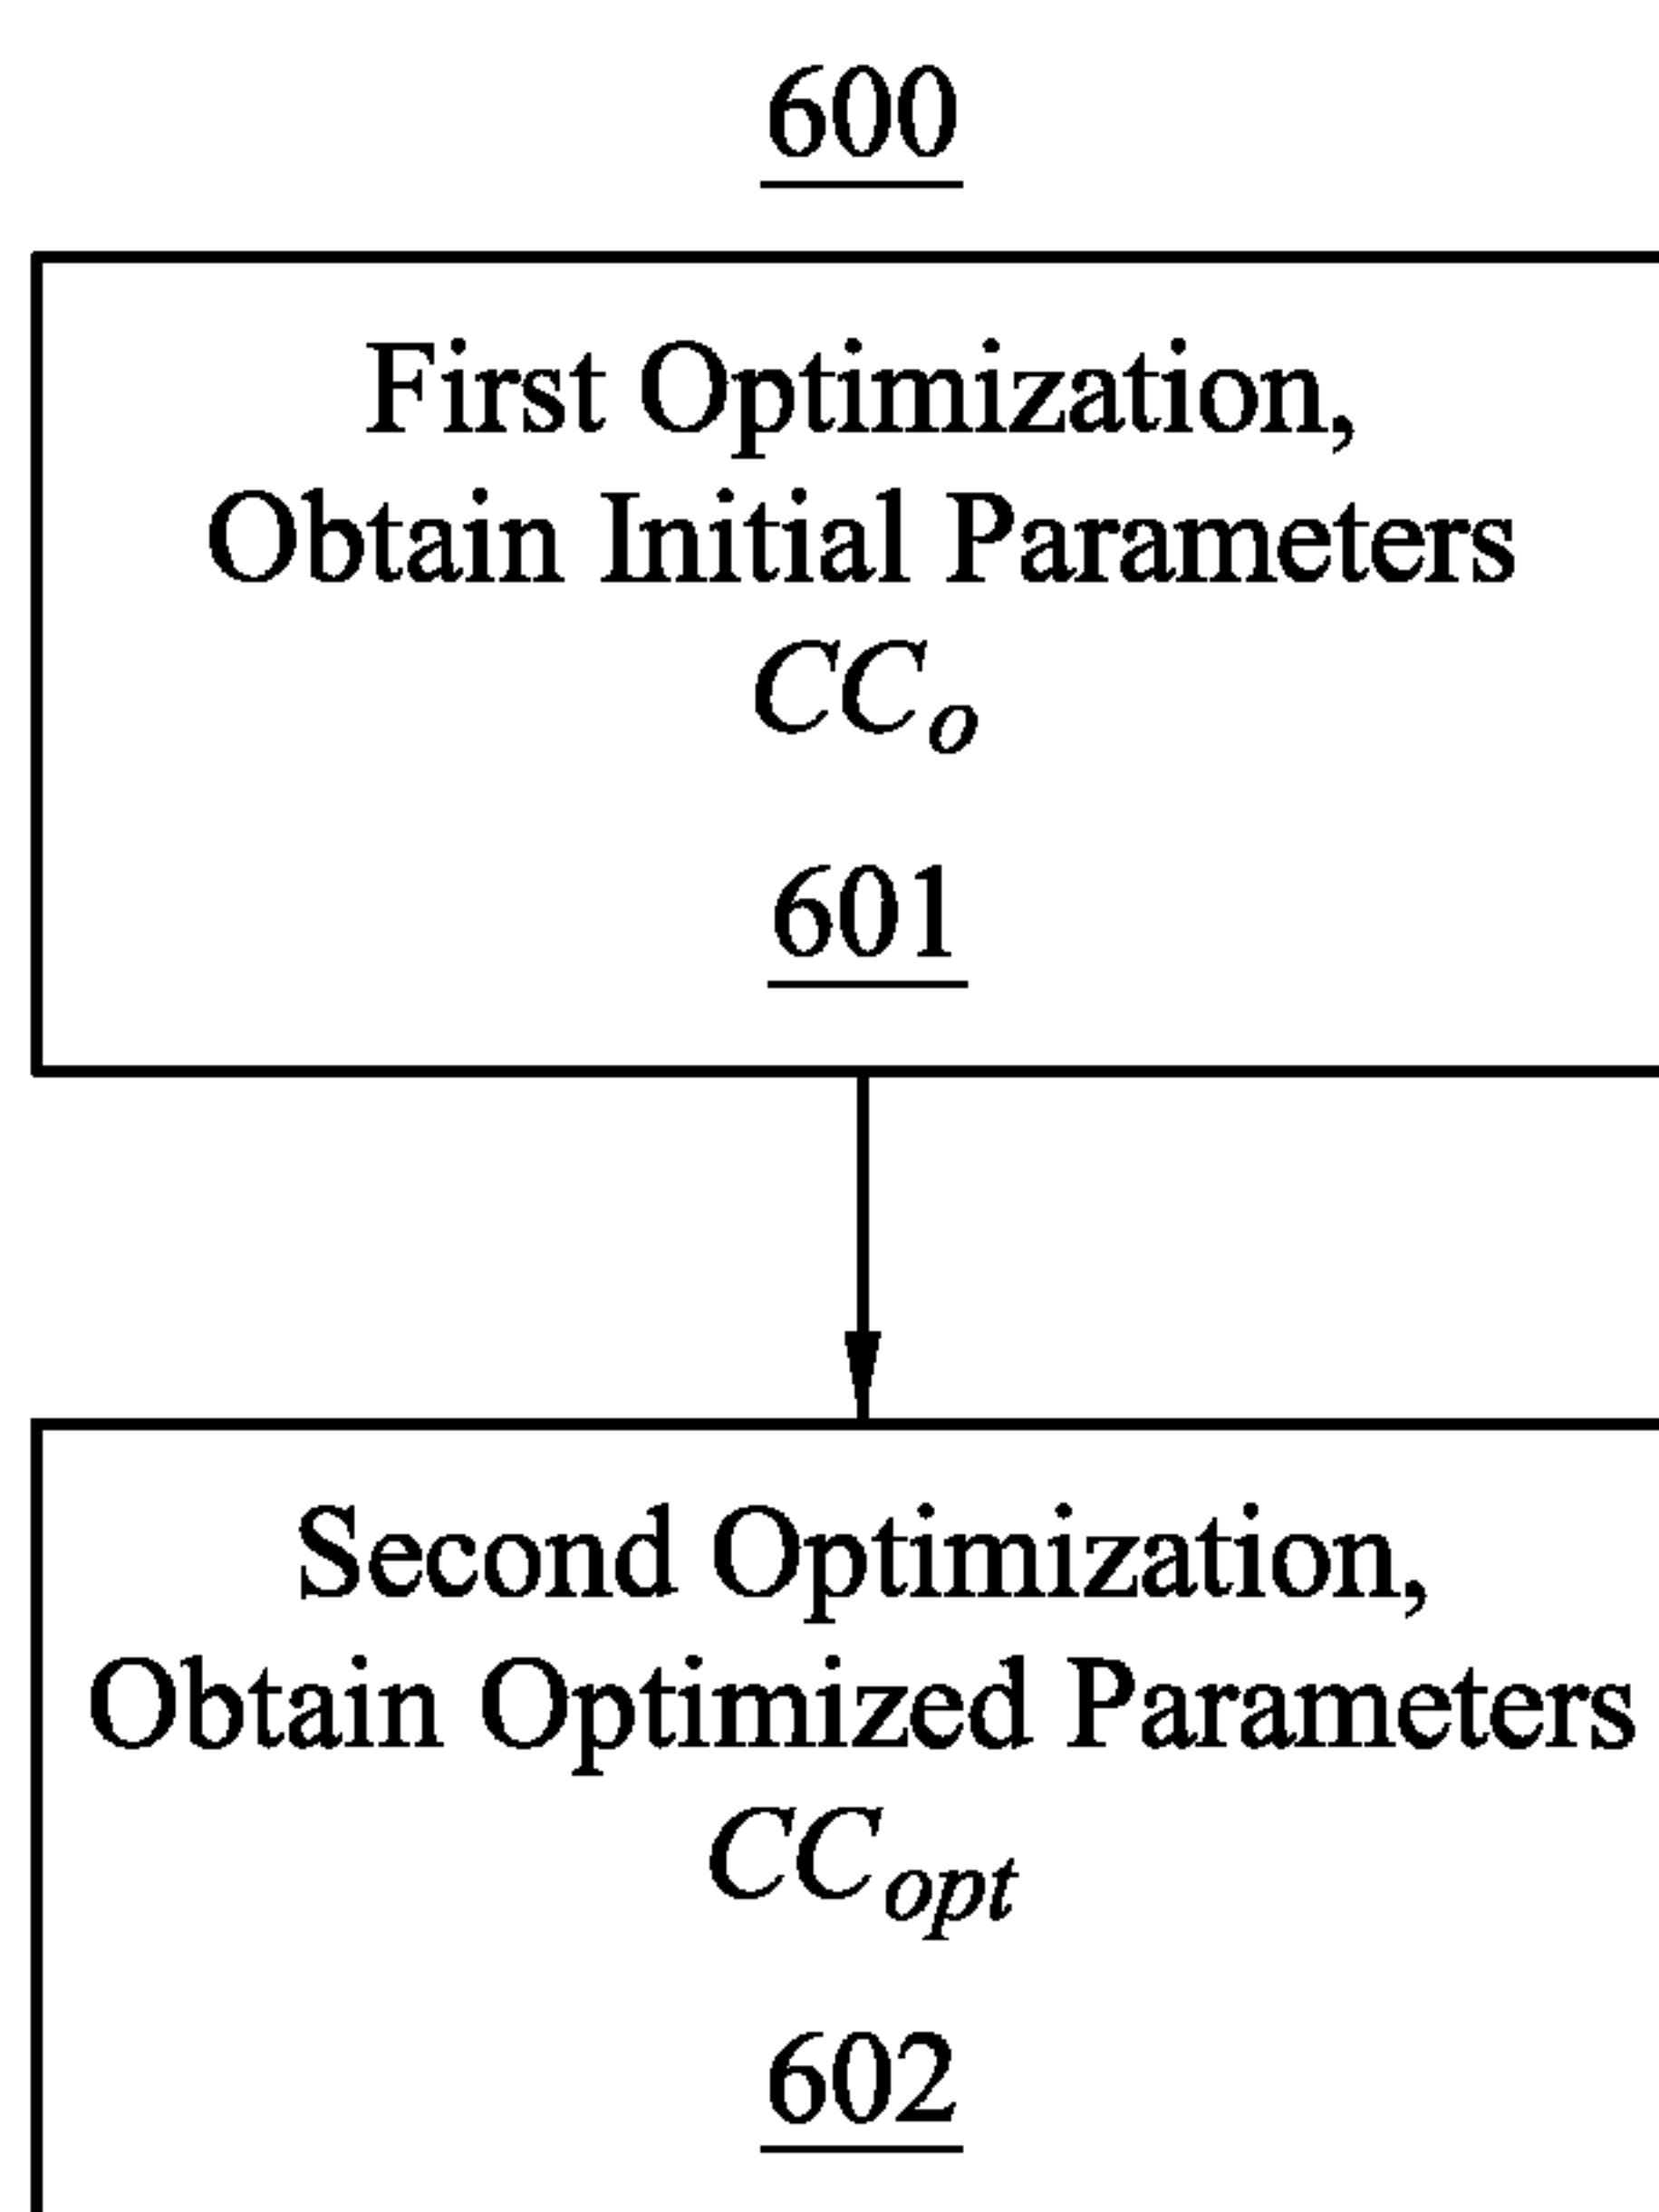 600
First Optimization,
Obtain Initial Parameters
CCo
601
Second Optimization,
Obtain Optimized Parameters
CCopt
602